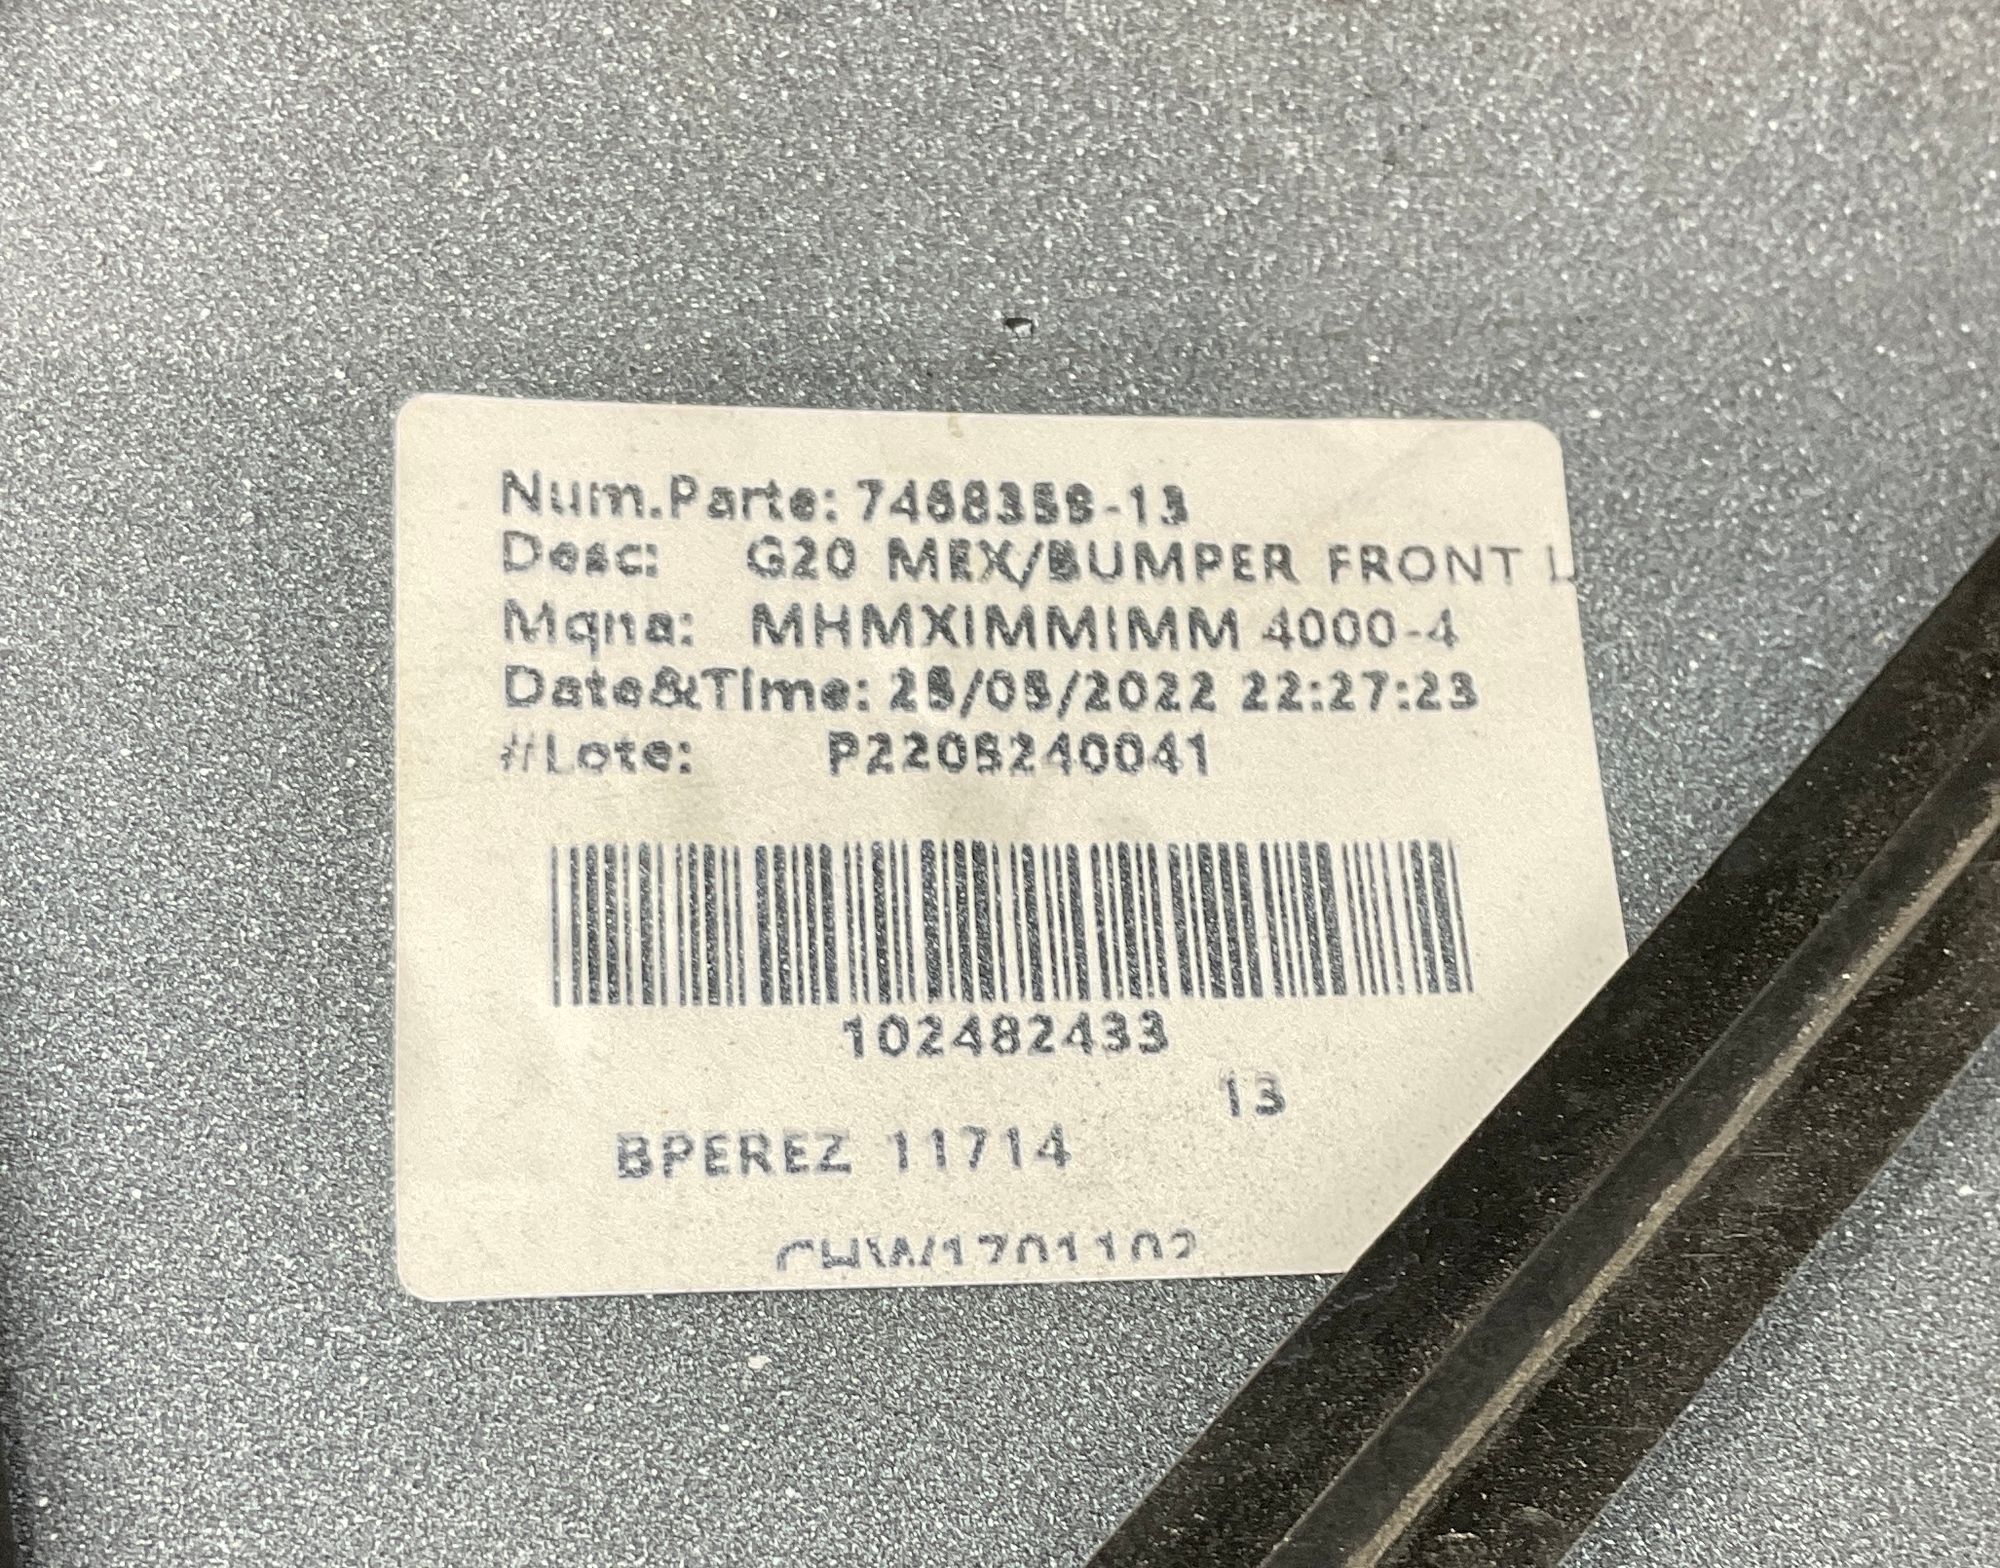 Num.Parte: 7468356-13
Desc: G20 MEX/BUMPER FRONT L
Mqna: MHMXIMMIMM 4000-4
Date&Time: 25/05/2022 22:27:23
#Lote: P2205240041
102482433
13
BPEREZ 11714